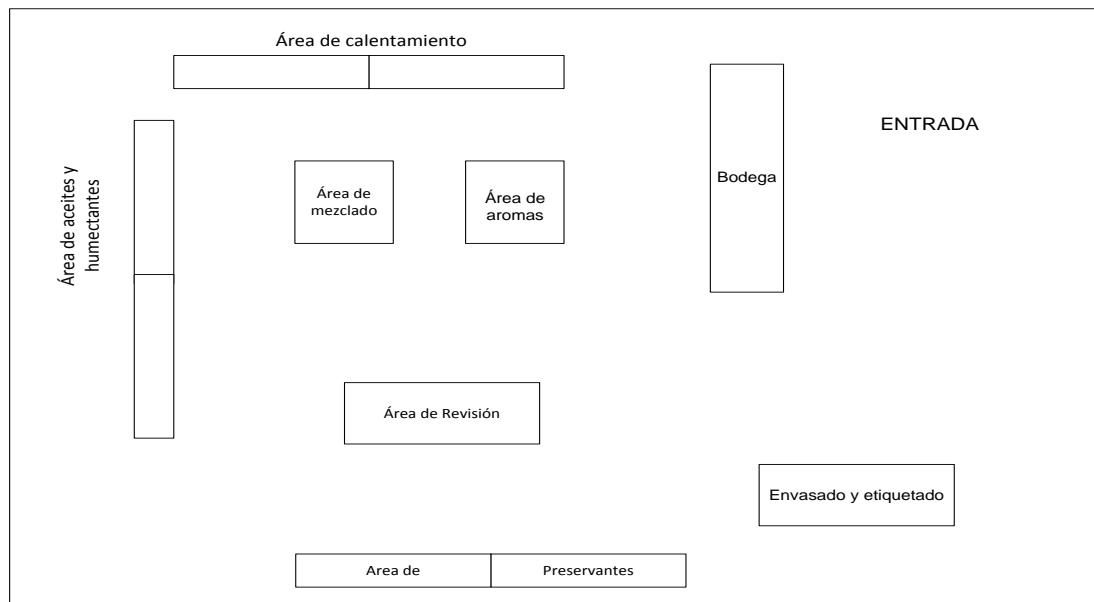 Área de calentamiento
ENTRADA
Bodega
Área de aceites y
humectantes
Área de
mezclado
Área de
aromas
Área de Revisión
Envasado y etiquetado
Area de
Preservantes